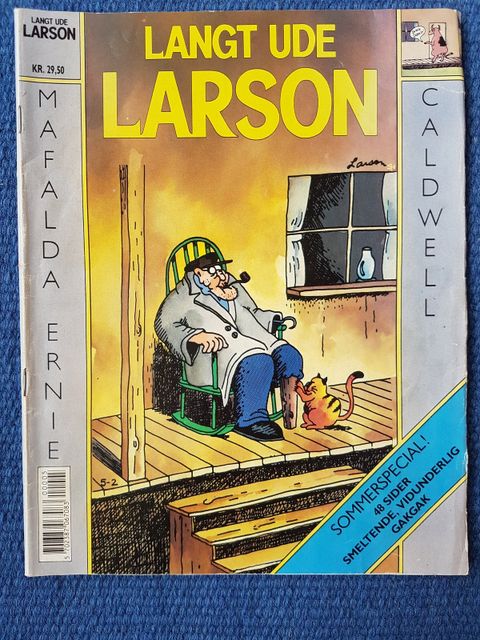 LANGT UDE
LARSON
KR. 29,50
LANGT UDE
LARSON
MAFALDA ERNIE
CALDWELL
Larson
5-2
SOMMERSPECIAL!
48 SIDER
SMELTENDE, VIDUNDERLIG
GAKGAK
00005